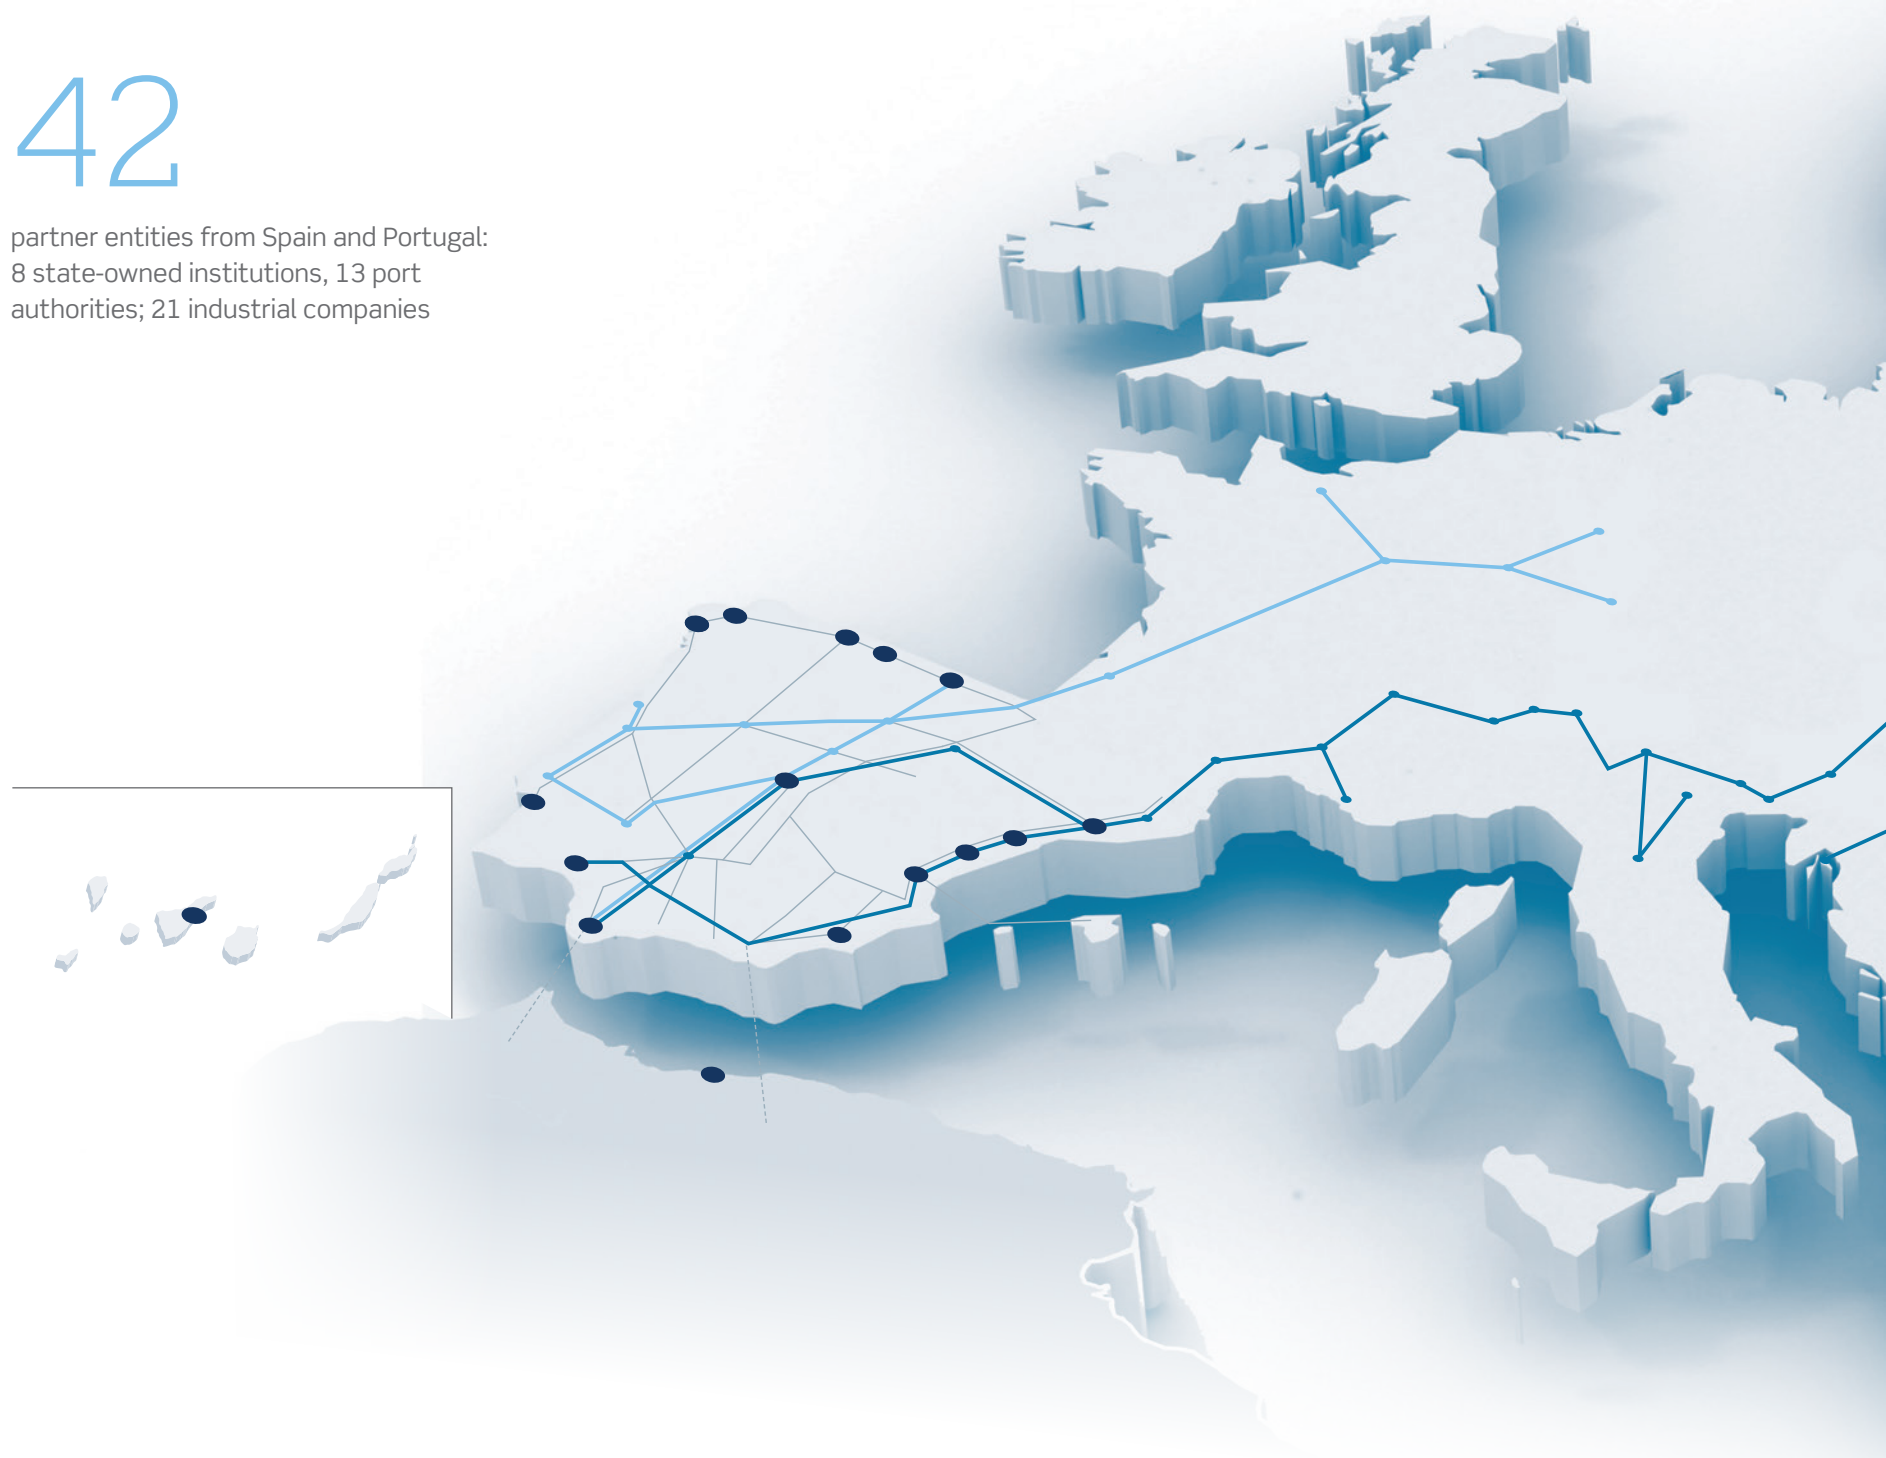 42
partner entities from Spain and Portugal:
8 state-owned institutions, 13 port
authorities; 21 industrial companies